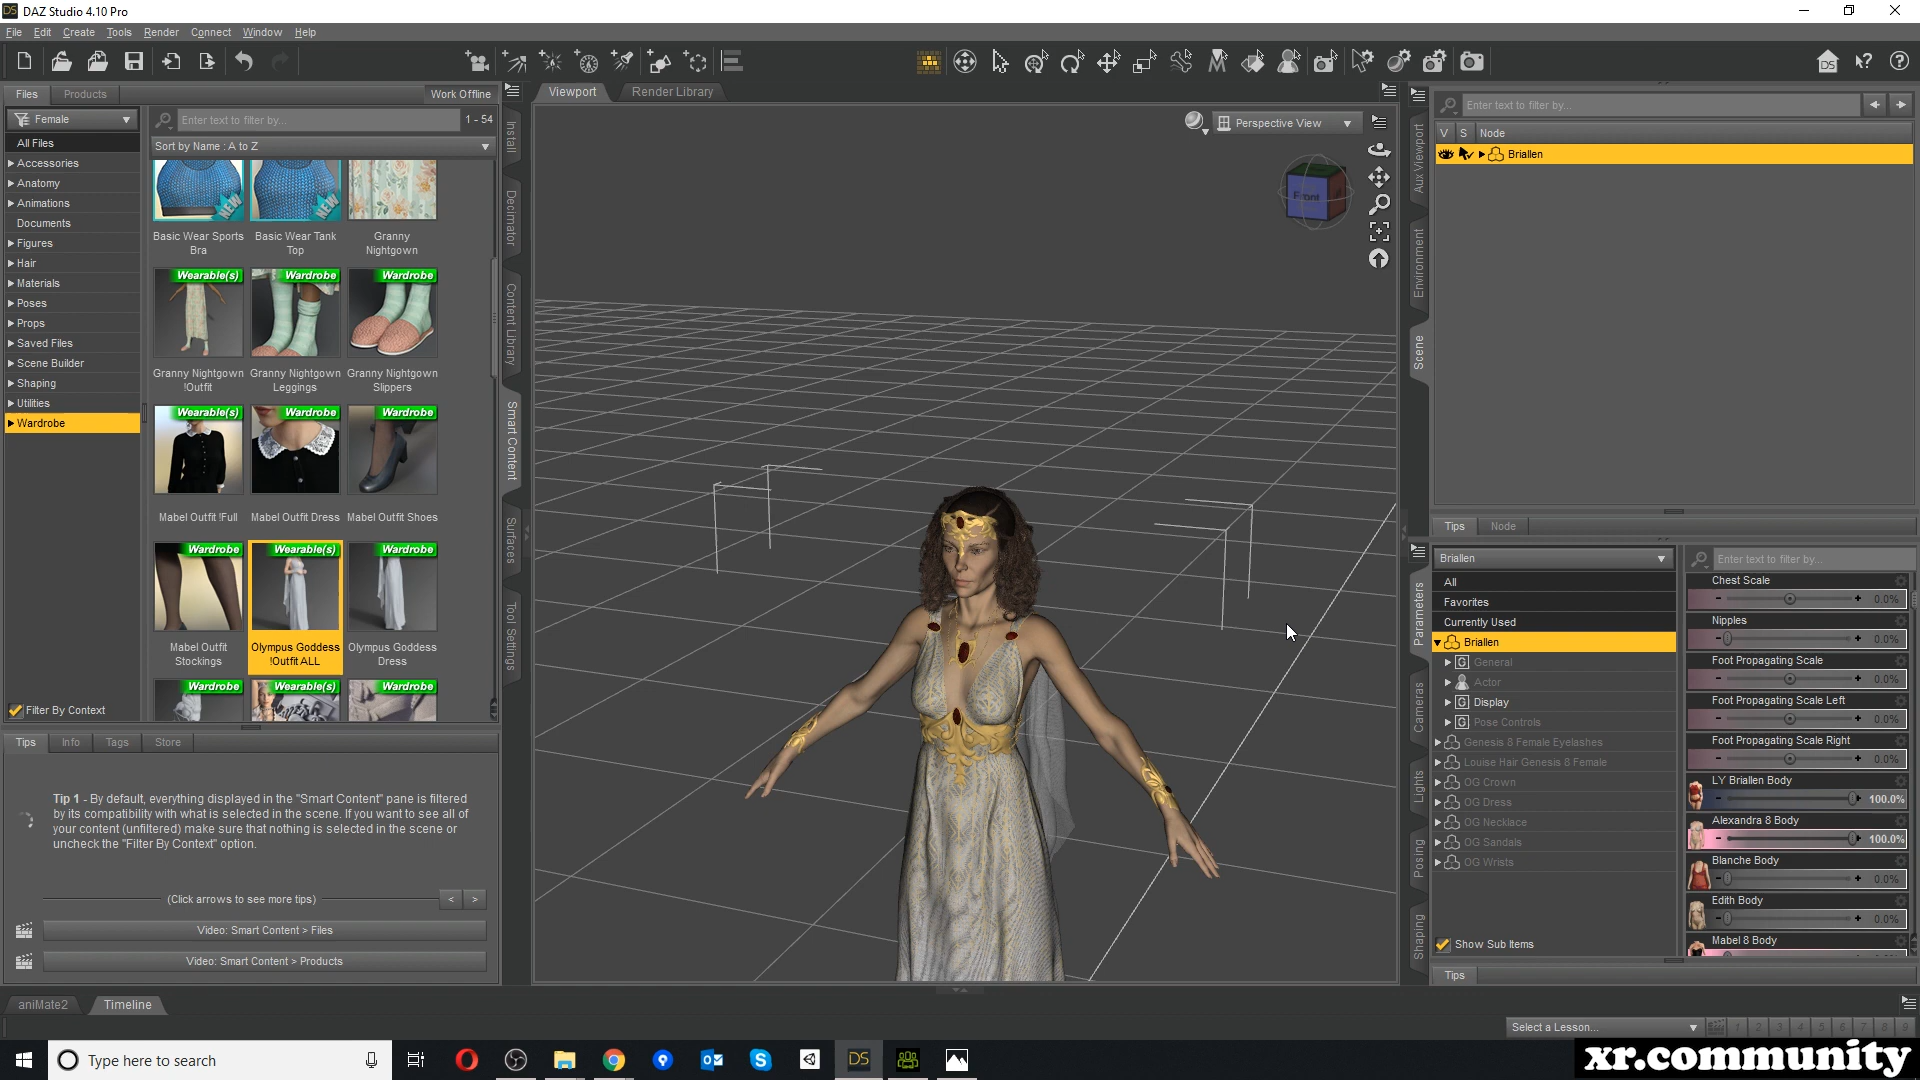 DAZ Studio 4.10 Pro
File Edit Create Tools Render Connect Window Help
Files Products Work Offline
Female
Enter text to filter by...
1 - 54
All Files
Sort by Name : A to Z
Accessories
Anatomy
Animations
Documents
Figures
Hair
Materials
Poses
Props
Saved Files
Scene Builder
Shaping
Utilities
Wardrobe
Filter By Context
NEW
NEW
Basic Wear Sports Bra
Basic Wear Tank Top
Granny Nightgown
Wearable(s) Wardrobe Wardrobe
Granny Nightgown !Outfit
Granny Nightgown Leggings
Granny Nightgown Slippers
Wearable(s) Wardrobe Wardrobe
Mabel Outfit !Full
Mabel Outfit Dress
Mabel Outfit Shoes
Wardrobe Wearable(s) Wardrobe
Mabel Outfit Stockings
Olympus Goddess !Outfit ALL
Olympus Goddess Dress
Wardrobe Wearable(s) Wardrobe
Install
Decimator
Content Library
Smart Content
Surfaces
Tool Settings
Tips Info Tags Store
Tip 1 - By default, everything displayed in the "Smart Content" pane is filtered
by its compatibility with what is selected in the scene. If you want to see all of
your content (unfiltered) make sure that nothing is selected in the scene or
uncheck the "Filter By Context" option.
(Click arrows to see more tips)
< >
Video: Smart Content > Files
Video: Smart Content > Products
aniMate2 Timeline
Viewport Render Library
Perspective View
Front
Aux Viewport
Environment
Scene
Enter text to filter by...
V S Node
Briallen
Tips Node
Parameters
Cameras
Lights
Posing
Shaping
Briallen
Enter text to filter by...
All
Favorites
Currently Used
Briallen
General
Actor
Display
Pose Controls
Genesis 8 Female Eyelashes
Louise Hair Genesis 8 Female
OG Crown
OG Dress
OG Necklace
OG Sandals
OG Wrists
Show Sub Items
Chest Scale
0.0%
Nipples
0.0%
Foot Propagating Scale
0.0%
Foot Propagating Scale Left
0.0%
Foot Propagating Scale Right
0.0%
LY Briallen Body
100.0%
Alexandra 8 Body
100.0%
Blanche Body
0.0%
Edith Body
0.0%
Mabel 8 Body
Tips
Select a Lesson...
1 2 3 4 5 6 7 8 9
Type here to search
DS
xr.community